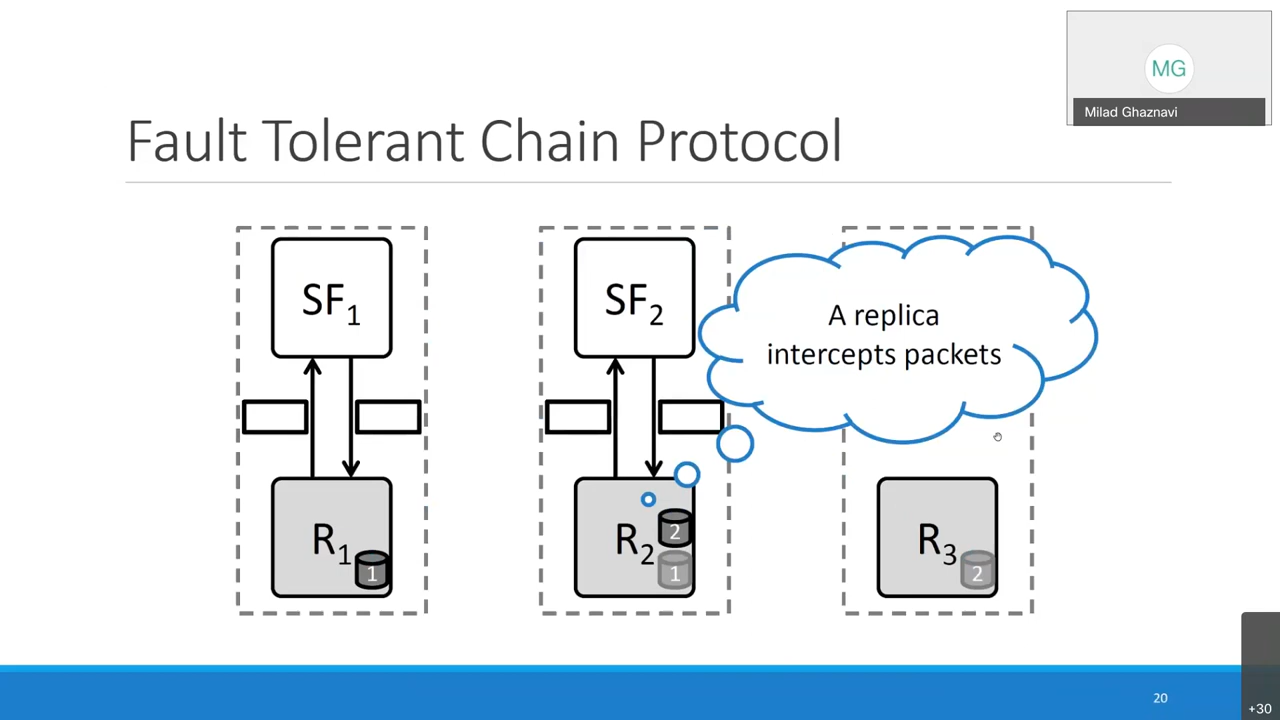 MG
Milad Ghaznavi
Fault Tolerant Chain Protocol
SF1
SF2
A replica
intercepts packets
R1
1
R2
2
1
R3
2
20
+30